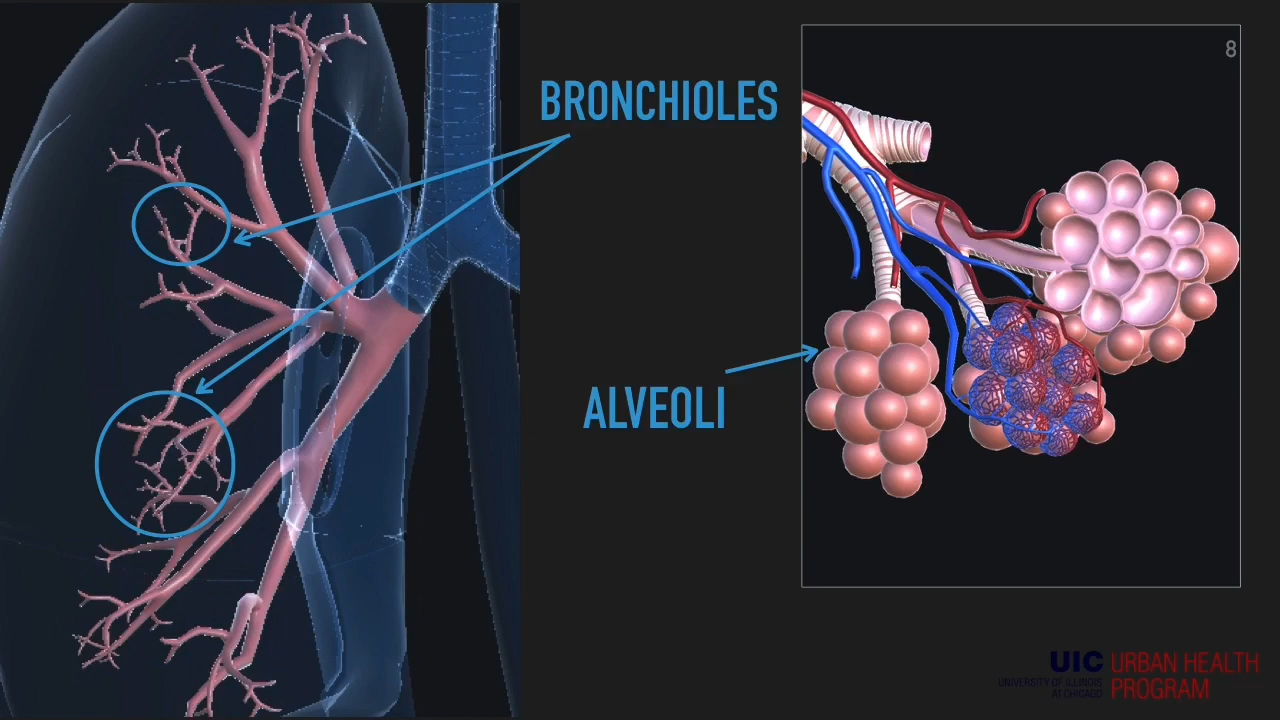 BRONCHIOLES
8
ALVEOLI
UIC URBAN HEALTH
UNIVERSITY OF ILLINOIS
AT CHICAGO PROGRAM